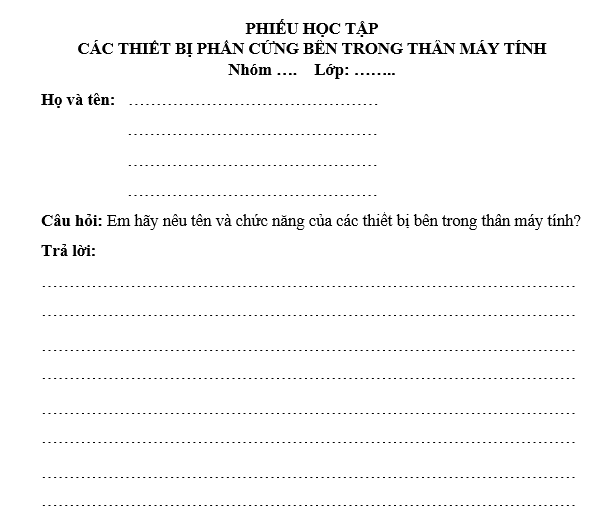 PHIẾU HỌC TẬP
CÁC THIẾT BỊ PHẦN CỨNG BÊN TRONG THÂN MÁY TÍNH
Nhóm …. Lớp: ……..
Họ và tên: ………………………………………
………………………………………
………………………………………
………………………………………
Câu hỏi: Em hãy nêu tên và chức năng của các thiết bị bên trong thân máy tính?
Trả lời:
……………………………………………………………………………………
……………………………………………………………………………………
……………………………………………………………………………………
……………………………………………………………………………………
……………………………………………………………………………………
……………………………………………………………………………………
……………………………………………………………………………………
……………………………………………………………………………………